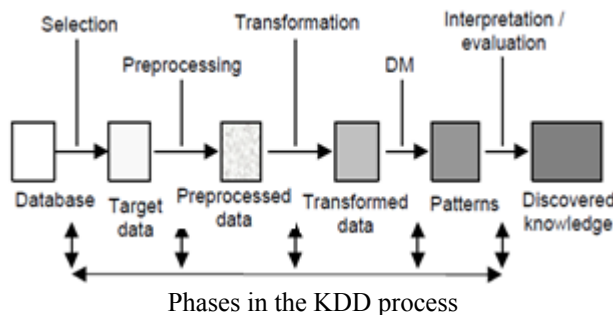 Selection
Preprocessing
Transformation
DM
Interpretation /
evaluation
Database
Target
data
Preprocessed
data
Transformed
data
Patterns
Discovered
knowledge
Phases in the KDD process